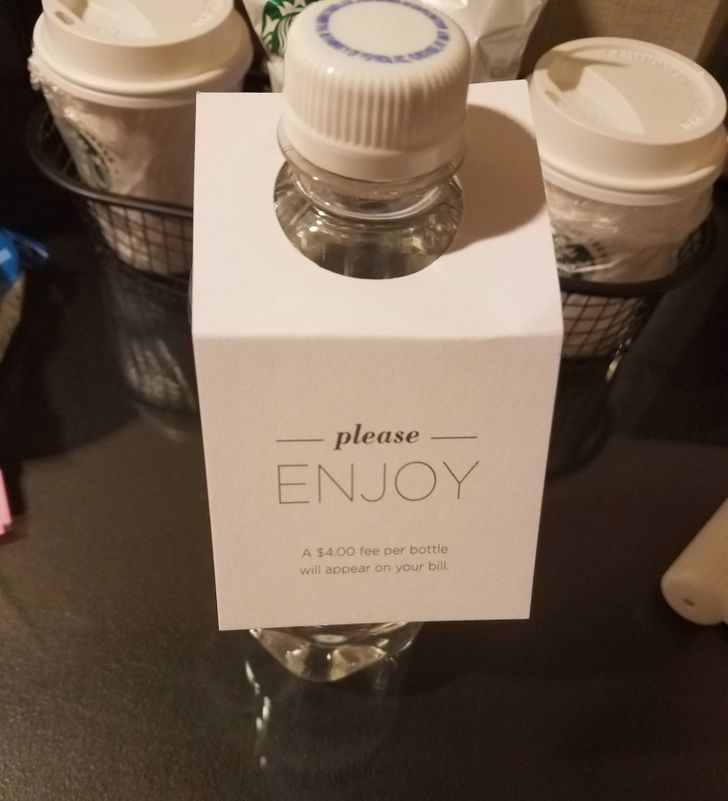 please
ENJOY
A $4.00 fee per bottle
will appear on your bill.